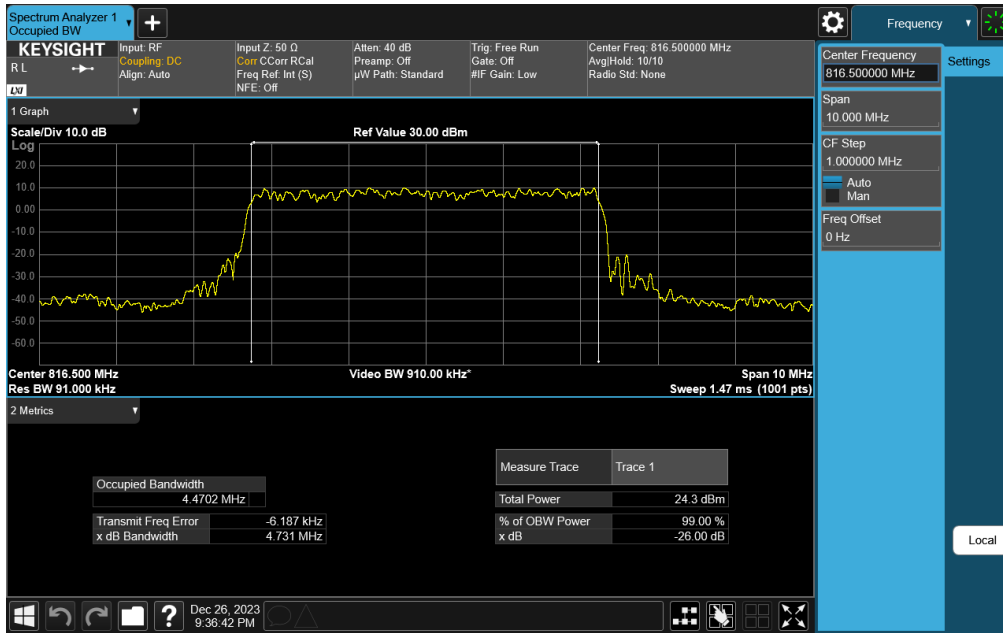 Spectrum Analyzer 1
Occupied BW
Frequency
KEYSIGHT
R L
LXI
Input: RF
Coupling: DC
Align: Auto
Input Z: 50 Ω
Corr CCorr RCal
Freq Ref: Int (S)
NFE: Off
Atten: 40 dB
Preamp: Off
µW Path: Standard
Trig: Free Run
Gate: Off
#IF Gain: Low
Center Freq: 816.500000 MHz
Avg|Hold: 10/10
Radio Std: None
Center Frequency
816.500000 MHz
Settings
Span
10.000 MHz
CF Step
1.000000 MHz
Auto
Man
Freq Offset
0 Hz
Local
1 Graph
Scale/Div 10.0 dB
Ref Value 30.00 dBm
Log
20.0
10.0
0.00
-10.0
-20.0
-30.0
-40.0
-50.0
-60.0
Center 816.500 MHz
Video BW 910.00 kHz*
Span 10 MHz
Res BW 91.000 kHz
Sweep 1.47 ms (1001 pts)
2 Metrics
Occupied Bandwidth
4.4702 MHz
Transmit Freq Error -6.187 kHz
x dB Bandwidth 4.731 MHz
Measure Trace Trace 1
Total Power 24.3 dBm
% of OBW Power 99.00 %
x dB -26.00 dB
?
Dec 26, 2023
9:36:42 PM